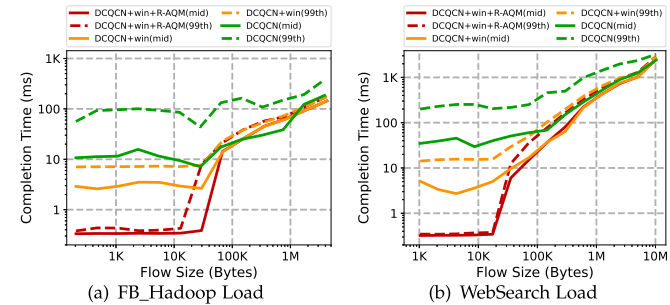 DCQCN+win+R-AQM(mid) DCQCN+win+R-AQM(99th) DCQCN+win(mid) DCQCN+win(99th) DCQCN(mid) DCQCN(99th)
Completion Time (ms)
1K
100
10
1
1K 10K 100K 1M
Flow Size (Bytes)
(a) FB_Hadoop Load
DCQCN+win+R-AQM(mid) DCQCN+win+R-AQM(99th) DCQCN+win(mid) DCQCN+win(99th) DCQCN(mid) DCQCN(99th)
Completion Time (ms)
1K
100
10
1
1K 10K 100K 1M 10M
Flow Size (Bytes)
(b) WebSearch Load